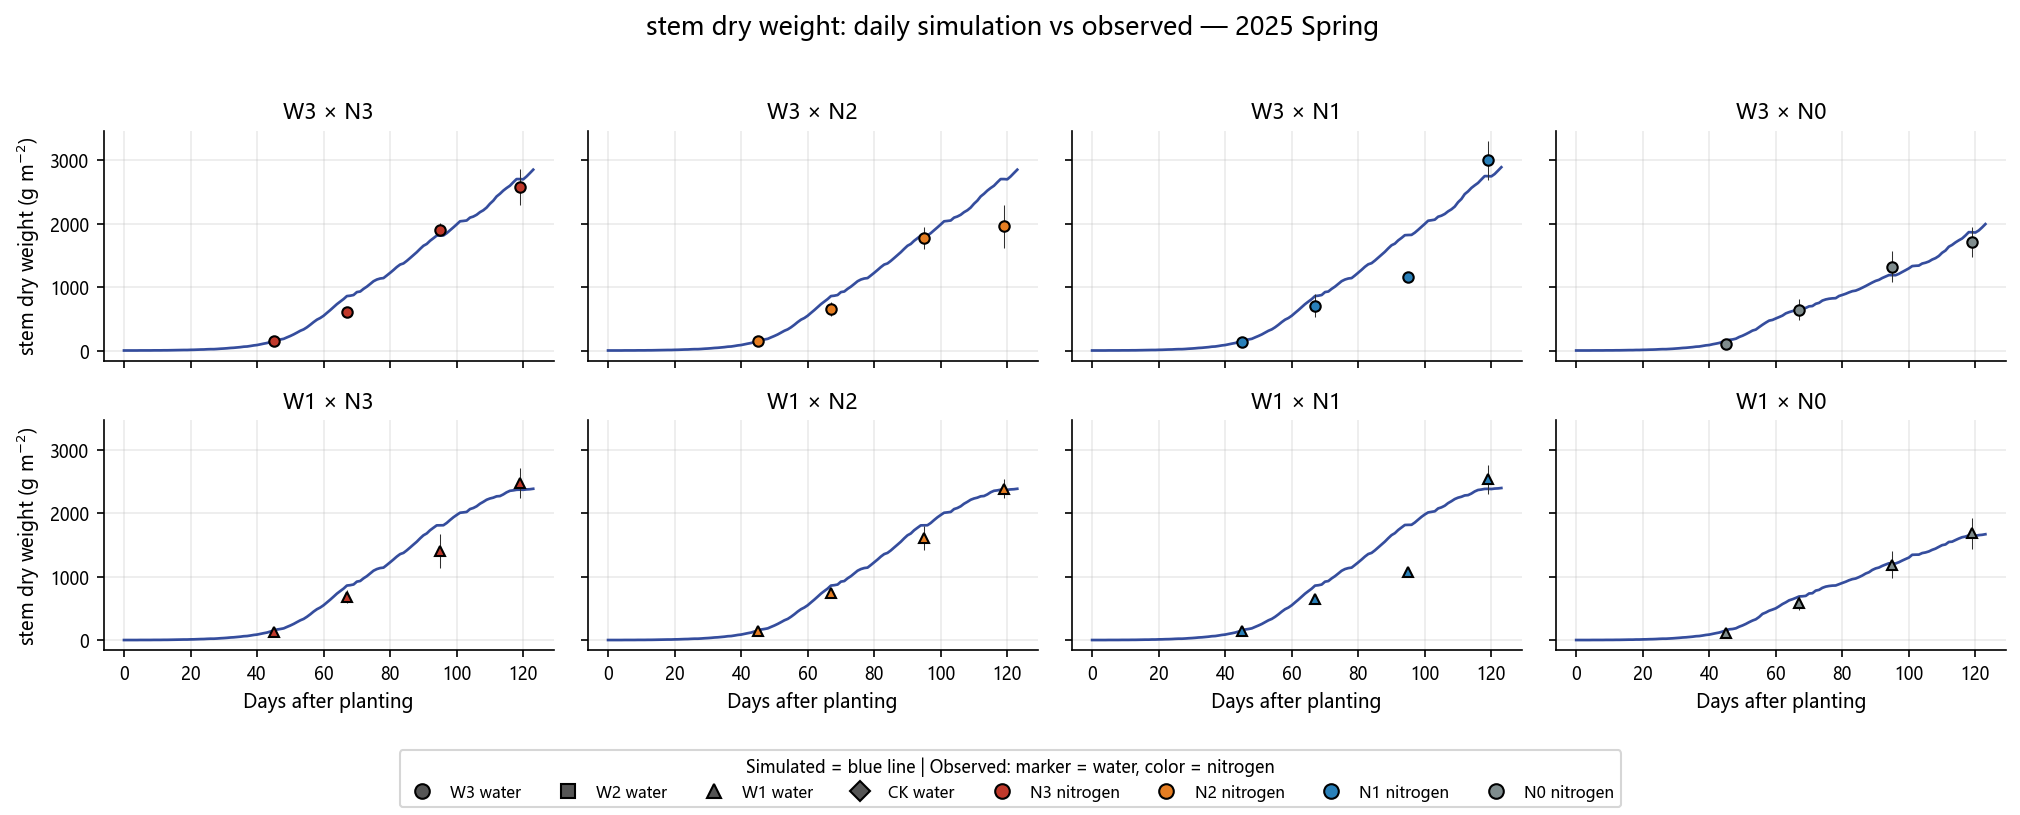 stem dry weight: daily simulation vs observed — 2025 Spring
W3 × N3
W3 × N2
W3 × N1
W3 × N0
stem dry weight (g m⁻²)
3000
2000
1000
0
W1 × N3
W1 × N2
W1 × N1
W1 × N0
stem dry weight (g m⁻²)
3000
2000
1000
0
0 20 40 60 80 100 120
0 20 40 60 80 100 120
0 20 40 60 80 100 120
0 20 40 60 80 100 120
Days after planting
Days after planting
Days after planting
Days after planting
Simulated = blue line | Observed: marker = water, color = nitrogen
W3 water W2 water W1 water CK water N3 nitrogen N2 nitrogen N1 nitrogen N0 nitrogen